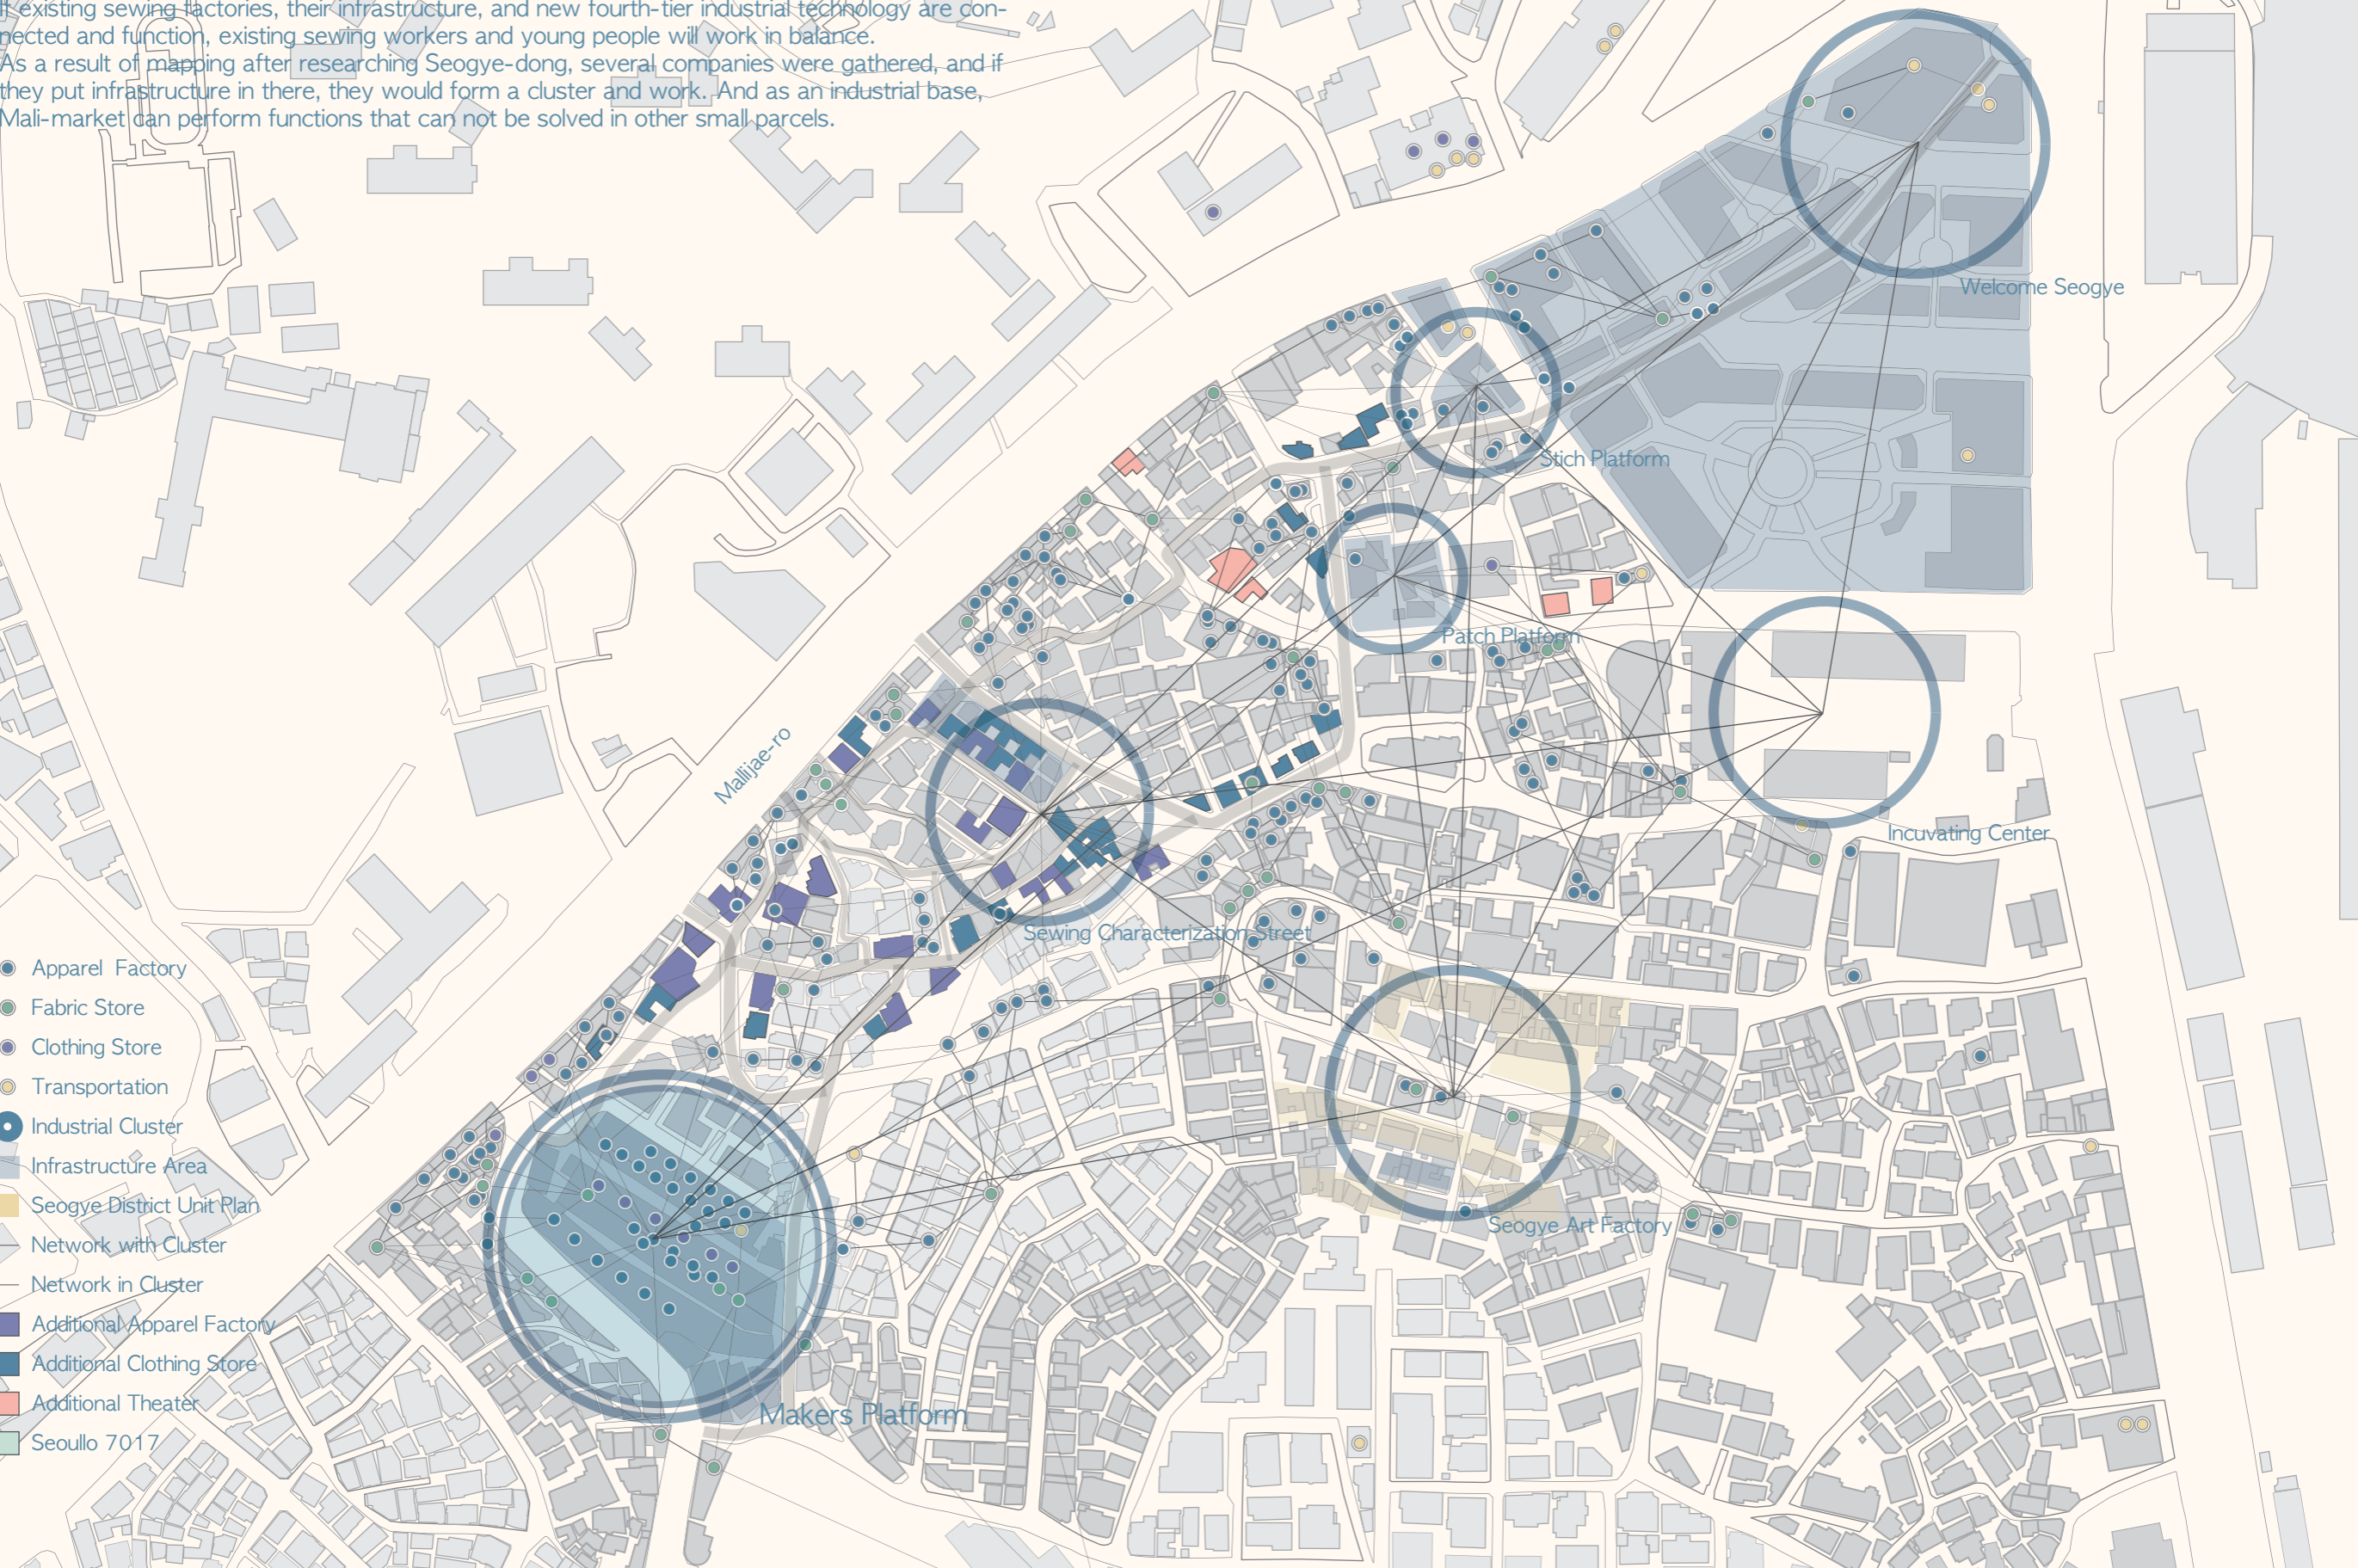 If existing sewing factories, their infrastructure, and new fourth-tier industrial technology are con-
nected and function, existing sewing workers and young people will work in balance.
As a result of mapping after researching Seogye-dong, several companies were gathered, and if
they put infrastructure in there, they would form a cluster and work. And as an industrial base,
Mali-market can perform functions that can not be solved in other small parcels.
Welcome Seogye
Stich Platform
Patch Platform
Mallijae-ro
Incuvating Center
Sewing Characterization Street
Seogye Art Factory
Makers Platform
Apparel Factory
Fabric Store
Clothing Store
Transportation
Industrial Cluster
Infrastructure Area
Seogye District Unit Plan
Network with Cluster
Network in Cluster
Additional Apparel Factory
Additional Clothing Store
Additional Theater
Seoullo 7017